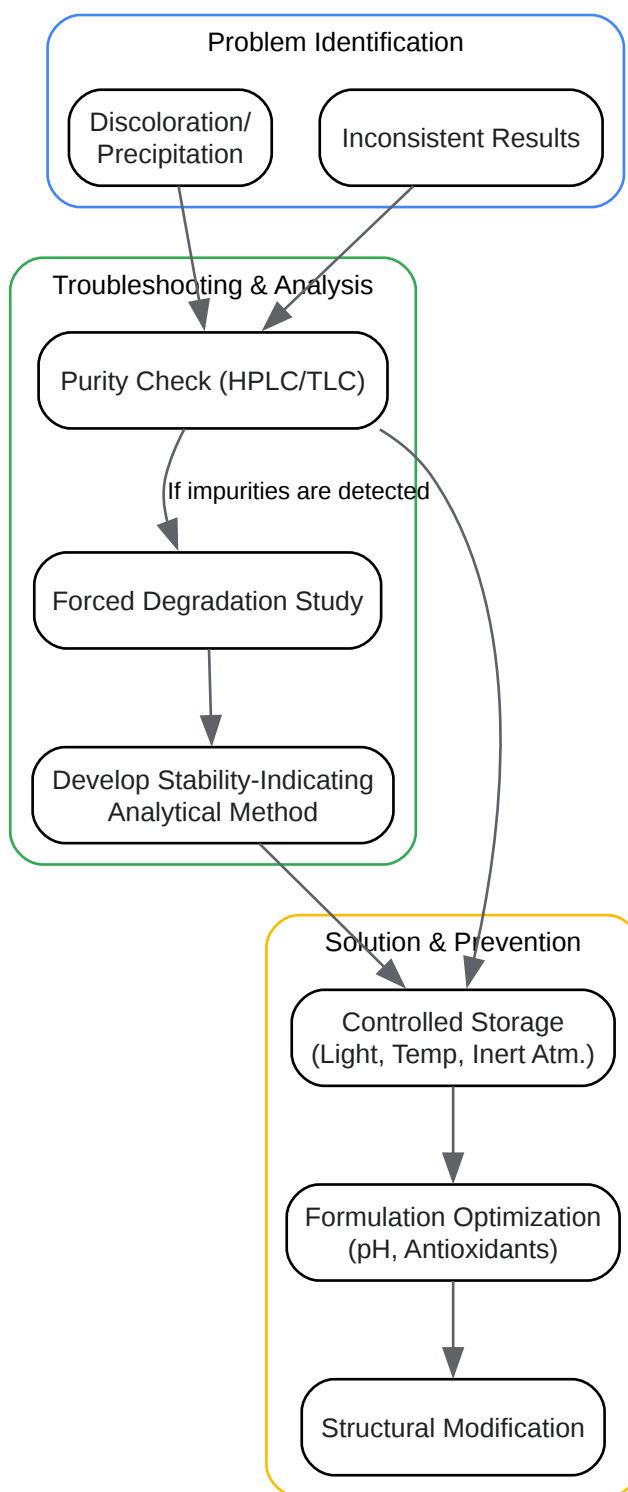 Problem Identification
Discoloration/
Precipitation
Inconsistent Results
Troubleshooting & Analysis
Purity Check (HPLC/TLC)
If impurities are detected
Forced Degradation Study
Develop Stability-Indicating
Analytical Method
Solution & Prevention
Controlled Storage
(Light, Temp, Inert Atm.)
Formulation Optimization
(pH, Antioxidants)
Structural Modification